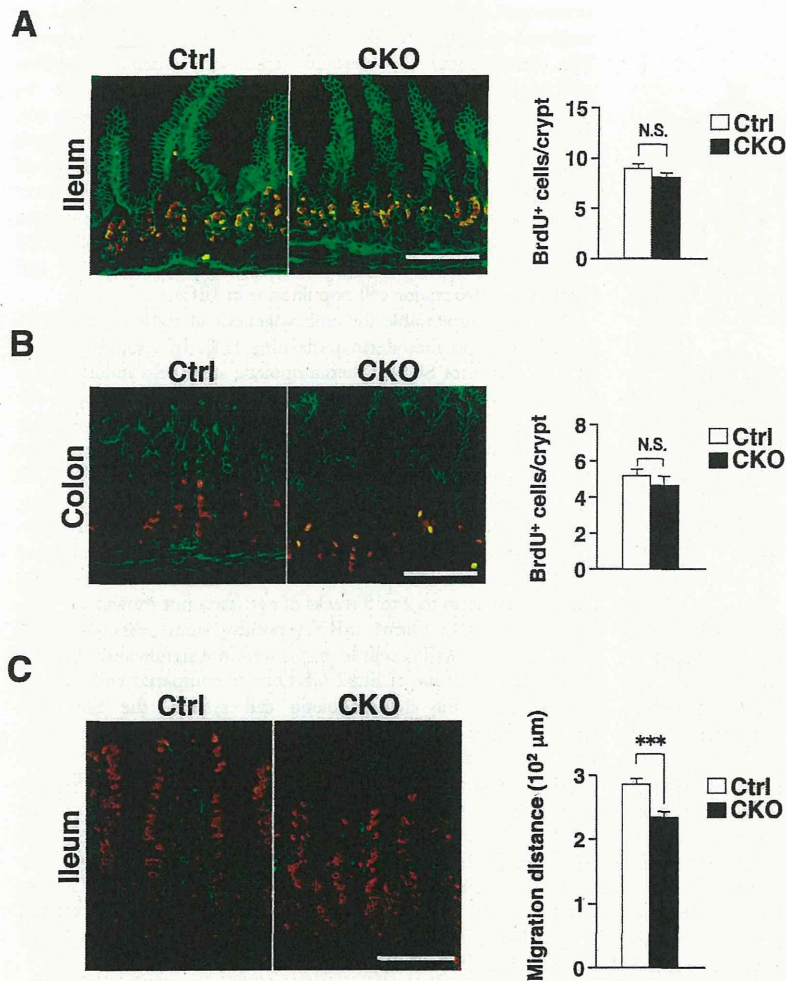 A
Ctrl CKO
Ileum
BrdU⁺ cells/crypt
15
10
5
0
N.S.
Ctrl
CKO
B
Ctrl CKO
Colon
BrdU⁺ cells/crypt
8
6
4
2
0
N.S.
Ctrl
CKO
C
Ctrl CKO
Ileum
Migration distance (10² μm)
3
2
1
0
***
Ctrl
CKO